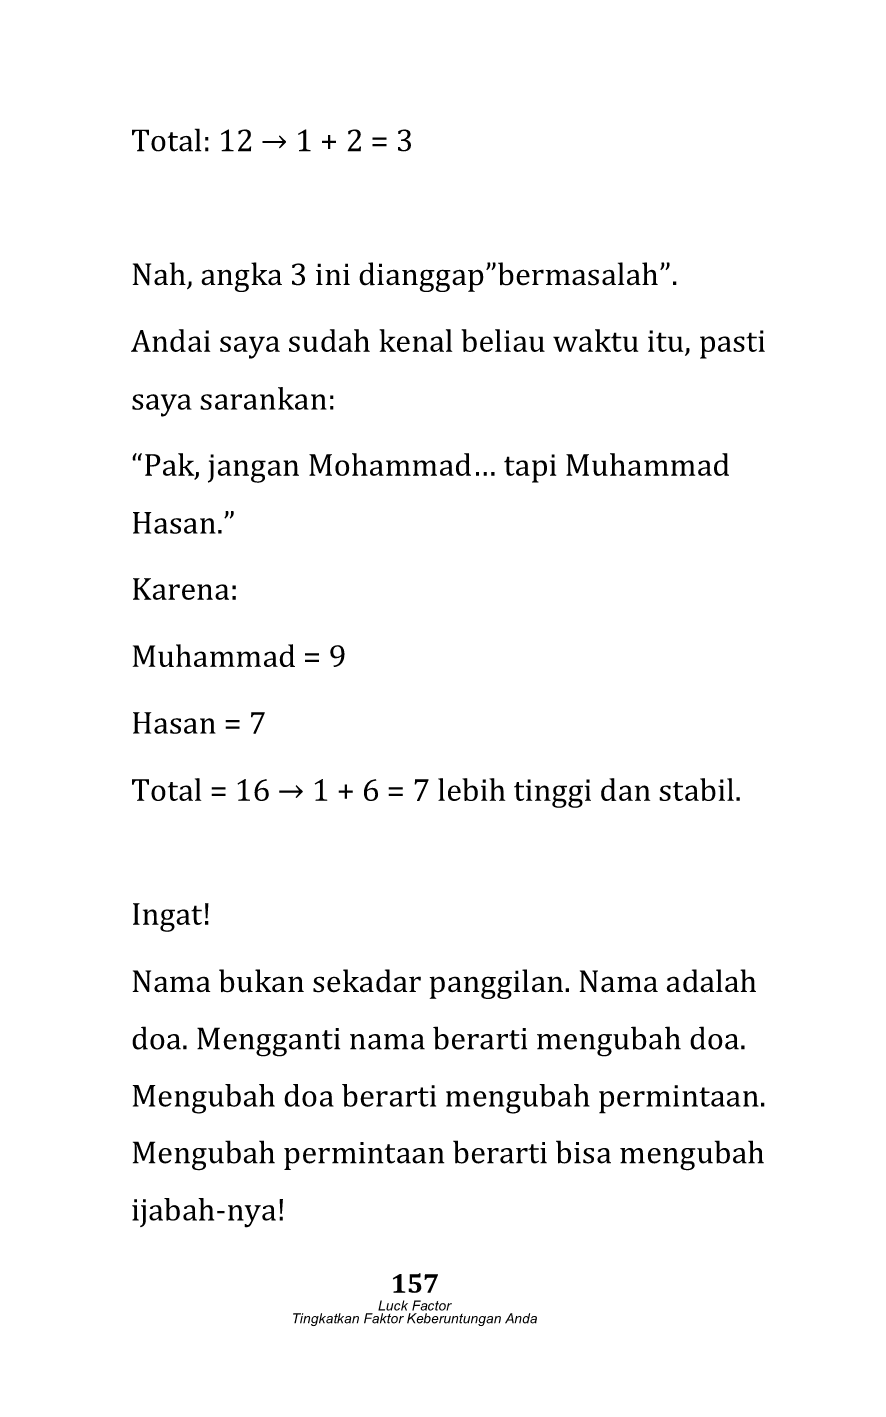 Total: 12 → 1 + 2 = 3
Nah, angka 3 ini dianggap”bermasalah”.
Andai saya sudah kenal beliau waktu itu, pasti
saya sarankan:
“Pak, jangan Mohammad… tapi Muhammad
Hasan.”
Karena:
Muhammad = 9
Hasan = 7
Total = 16 → 1 + 6 = 7 lebih tinggi dan stabil.
Ingat!
Nama bukan sekadar panggilan. Nama adalah
doa. Mengganti nama berarti mengubah doa.
Mengubah doa berarti mengubah permintaan.
Mengubah permintaan berarti bisa mengubah
ijabah-nya!
157
Luck Factor
Tingkatkan Faktor Keberuntungan Anda